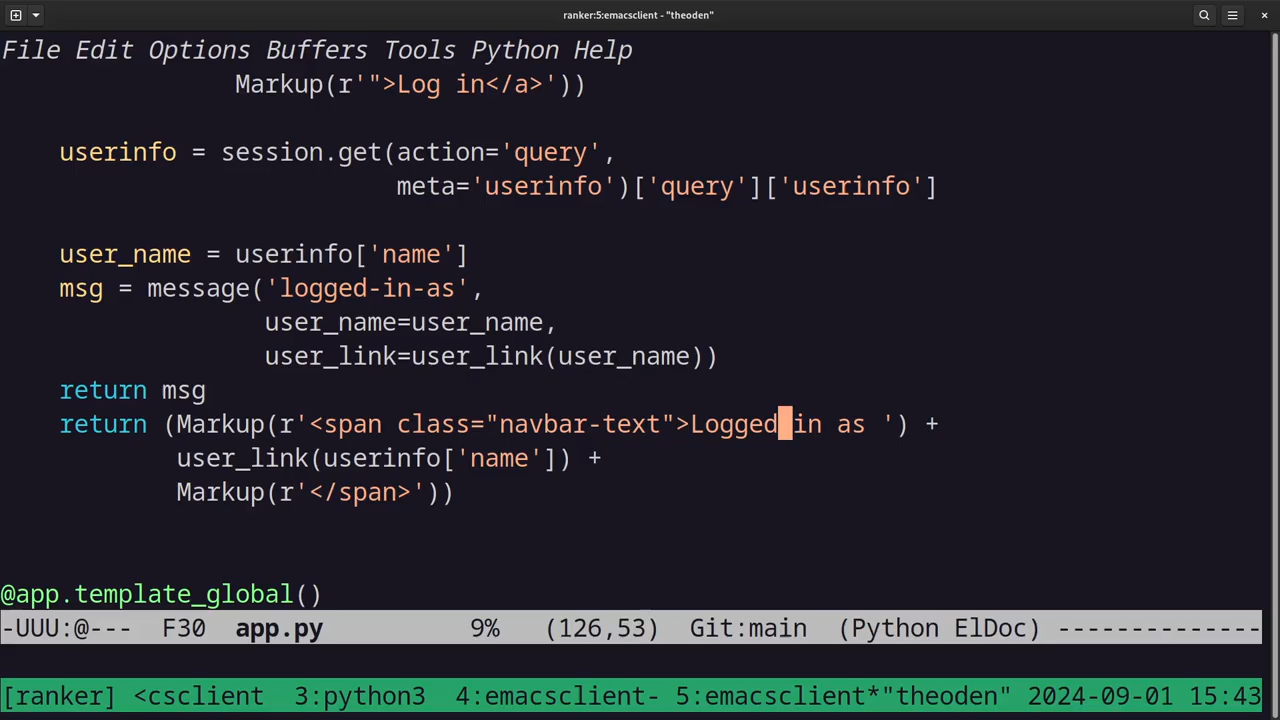 ranker:5:emacsclient - "theoden"
File Edit Options Buffers Tools Python Help
                Markup(r'">Log in</a>'))
    userinfo = session.get(action='query',
                           meta='userinfo')['query']['userinfo']
    user_name = userinfo['name']
    msg = message('logged-in-as',
                  user_name=user_name,
                  user_link=user_link(user_name))
    return msg
    return (Markup(r'<span class="navbar-text">Logged in as ') +
            user_link(userinfo['name']) +
            Markup(r'</span>'))
@app.template_global()
-UUU:@---  F30  app.py          9%   (126,53)  Git:main  (Python ElDoc) --------------
[ranker] <csclient  3:python3  4:emacsclient- 5:emacsclient*"theoden" 2024-09-01 15:43